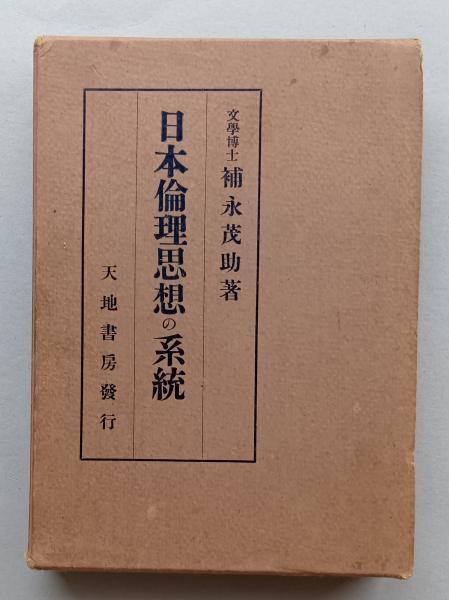 文學博士 補永茂助著
日本倫理思想の系統
天地書房發行